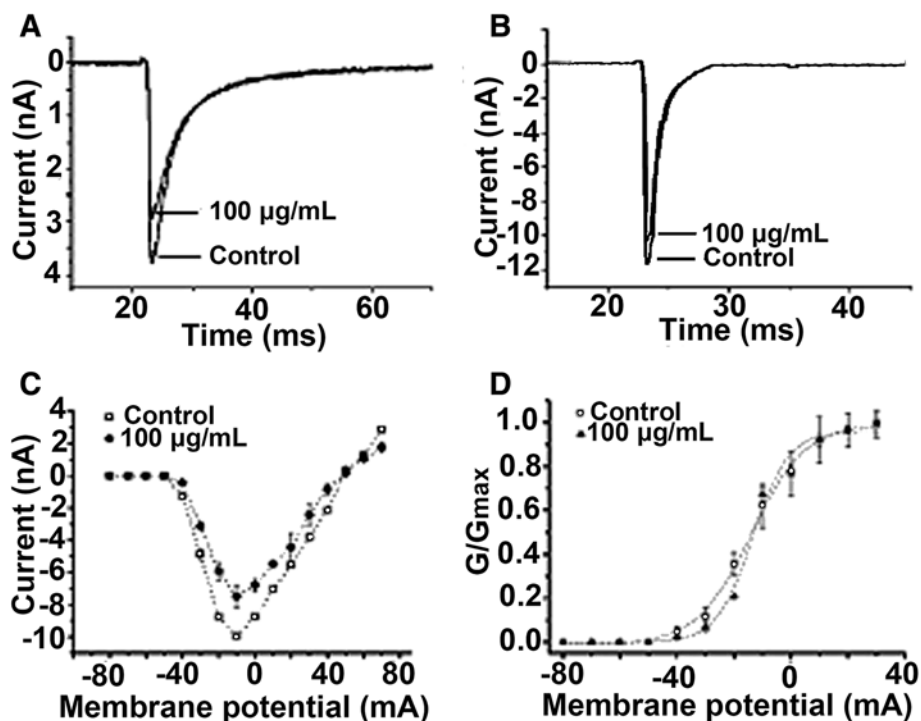 A
Current (nA)
0
1
2
3
4
100 µg/mL
Control
20 40 60
Time (ms)
B
Current (nA)
0
-2
-4
-6
-8
-10
-12
100 µg/mL
Control
20 30 40
Time (ms)
C
Current (nA)
4
2
0
-2
-4
-6
-8
-10
Control
100 µg/mL
-80 -40 0 40 80
Membrane potential (mA)
D
G/Gmax
1.0
0.8
0.6
0.4
0.2
0.0
Control
100 µg/mL
-80 -40 0 40
Membrane potential (mA)